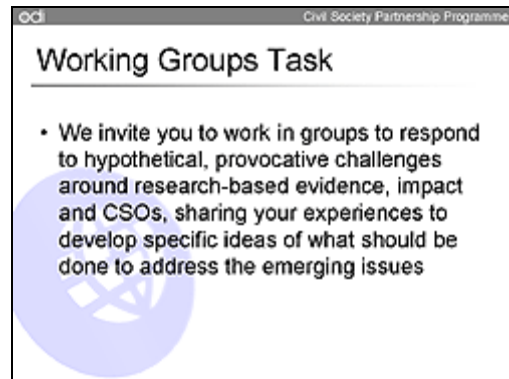 odi Civil Society Partnership Programme
Working Groups Task
• We invite you to work in groups to respond
to hypothetical, provocative challenges
around research-based evidence, impact
and CSOs, sharing your experiences to
develop specific ideas of what should be
done to address the emerging issues